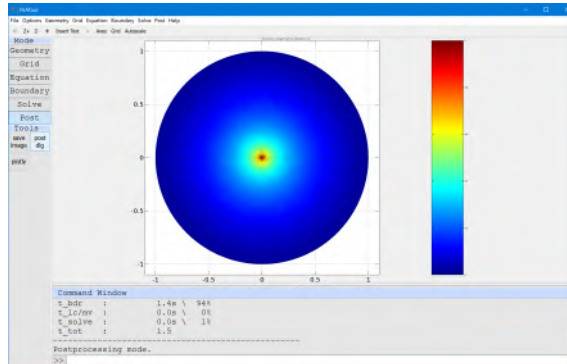 FEATool
File Options Geometry Grid Equation Boundary Solve Post Help
Z+ Z- Insert Text Axes Grid Autoscale
Mode
Geometry
Grid
Equation
Boundary
Solve
Post
Tools
save image
post dlg
plotly
1
0.5
0
-0.5
-1
-1 -0.5 0 0.5 1
Command Window
t_bdr : 1.4s \ 94%
t_lc/mv : 0.0s \ 0%
t_solve : 0.0s \ 1%
t_tot : 1.5
--------------------------------------------------
Postprocessing mode.
>>